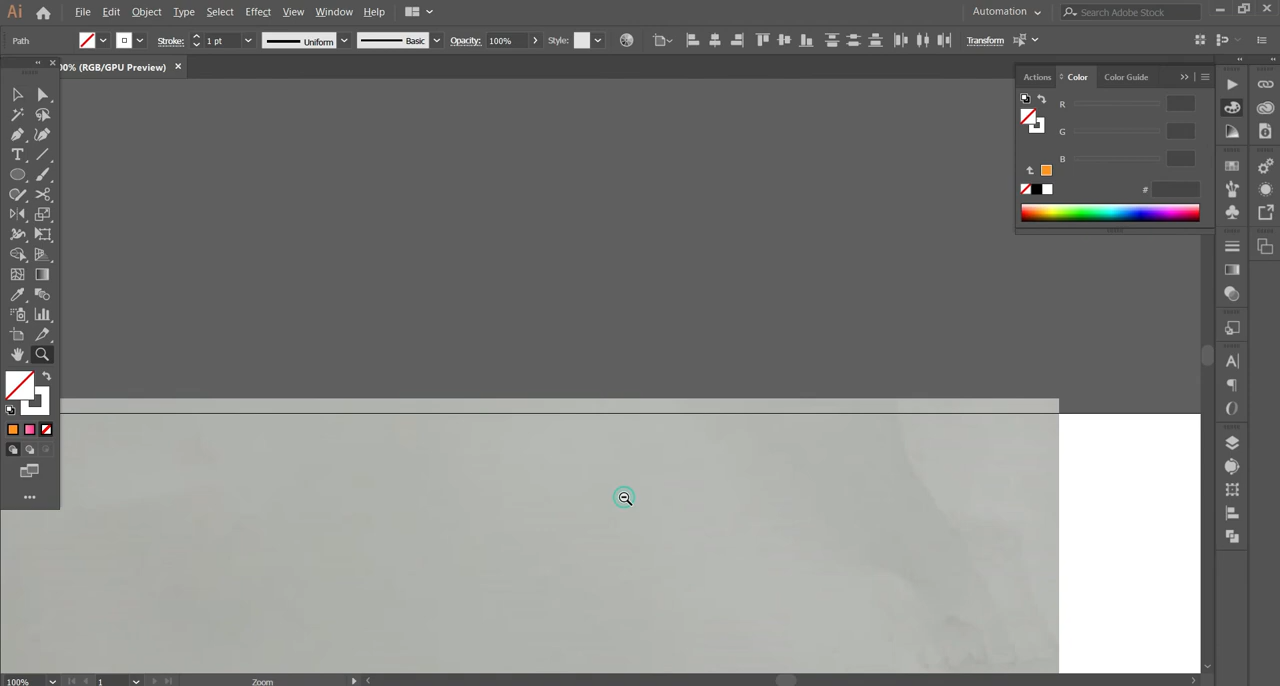 Ai File Edit Object Type Select Effect View Window Help Automation Search Adobe Stock
Path Stroke: 1 pt Uniform Basic Opacity: 100% Style: Transform
00% (RGB/GPU Preview) ×
Actions Color Color Guide
R
G
B
#
100% 1 Zoom